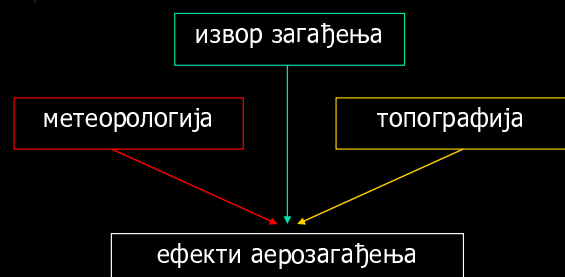 извор загађења
метеорологија
топографија
ефекти аерозагађења